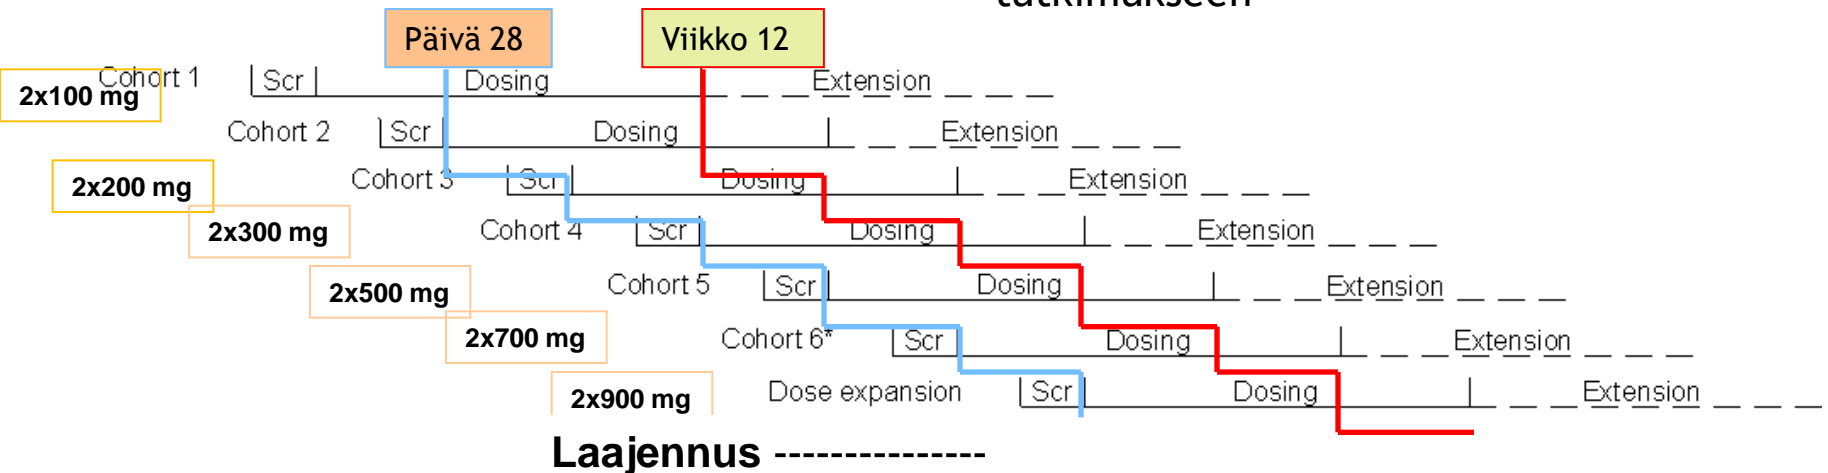 tutkimukseen
Päivä 28
Viikko 12
Cohort 1 Scr Dosing Extension
2x100 mg
Cohort 2 Scr Dosing Extension
2x200 mg
Cohort 3 Scr Dosing Extension
2x300 mg
Cohort 4 Scr Dosing Extension
2x500 mg
Cohort 5 Scr Dosing Extension
2x700 mg
Cohort 6* Scr Dosing Extension
2x900 mg
Dose expansion Scr Dosing Extension
Laajennus ---------------